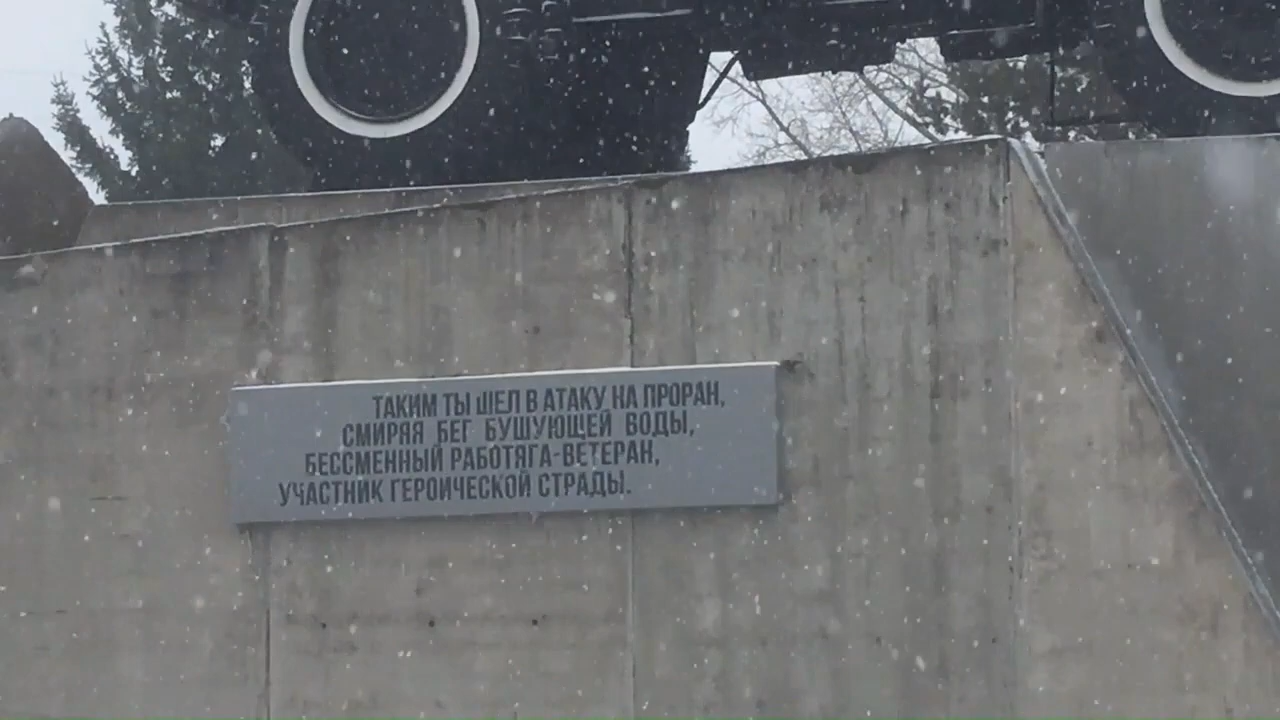 ТАКИМ ТЫ ШЕЛ В АТАКУ НА ПРОРАН,
СМИРЯЯ БЕГ БУШУЮЩЕЙ ВОДЫ,
БЕССМЕННЫЙ РАБОТЯГА-ВЕТЕРАН,
УЧАСТНИК ГЕРОИЧЕСКОЙ СТРАДЫ.